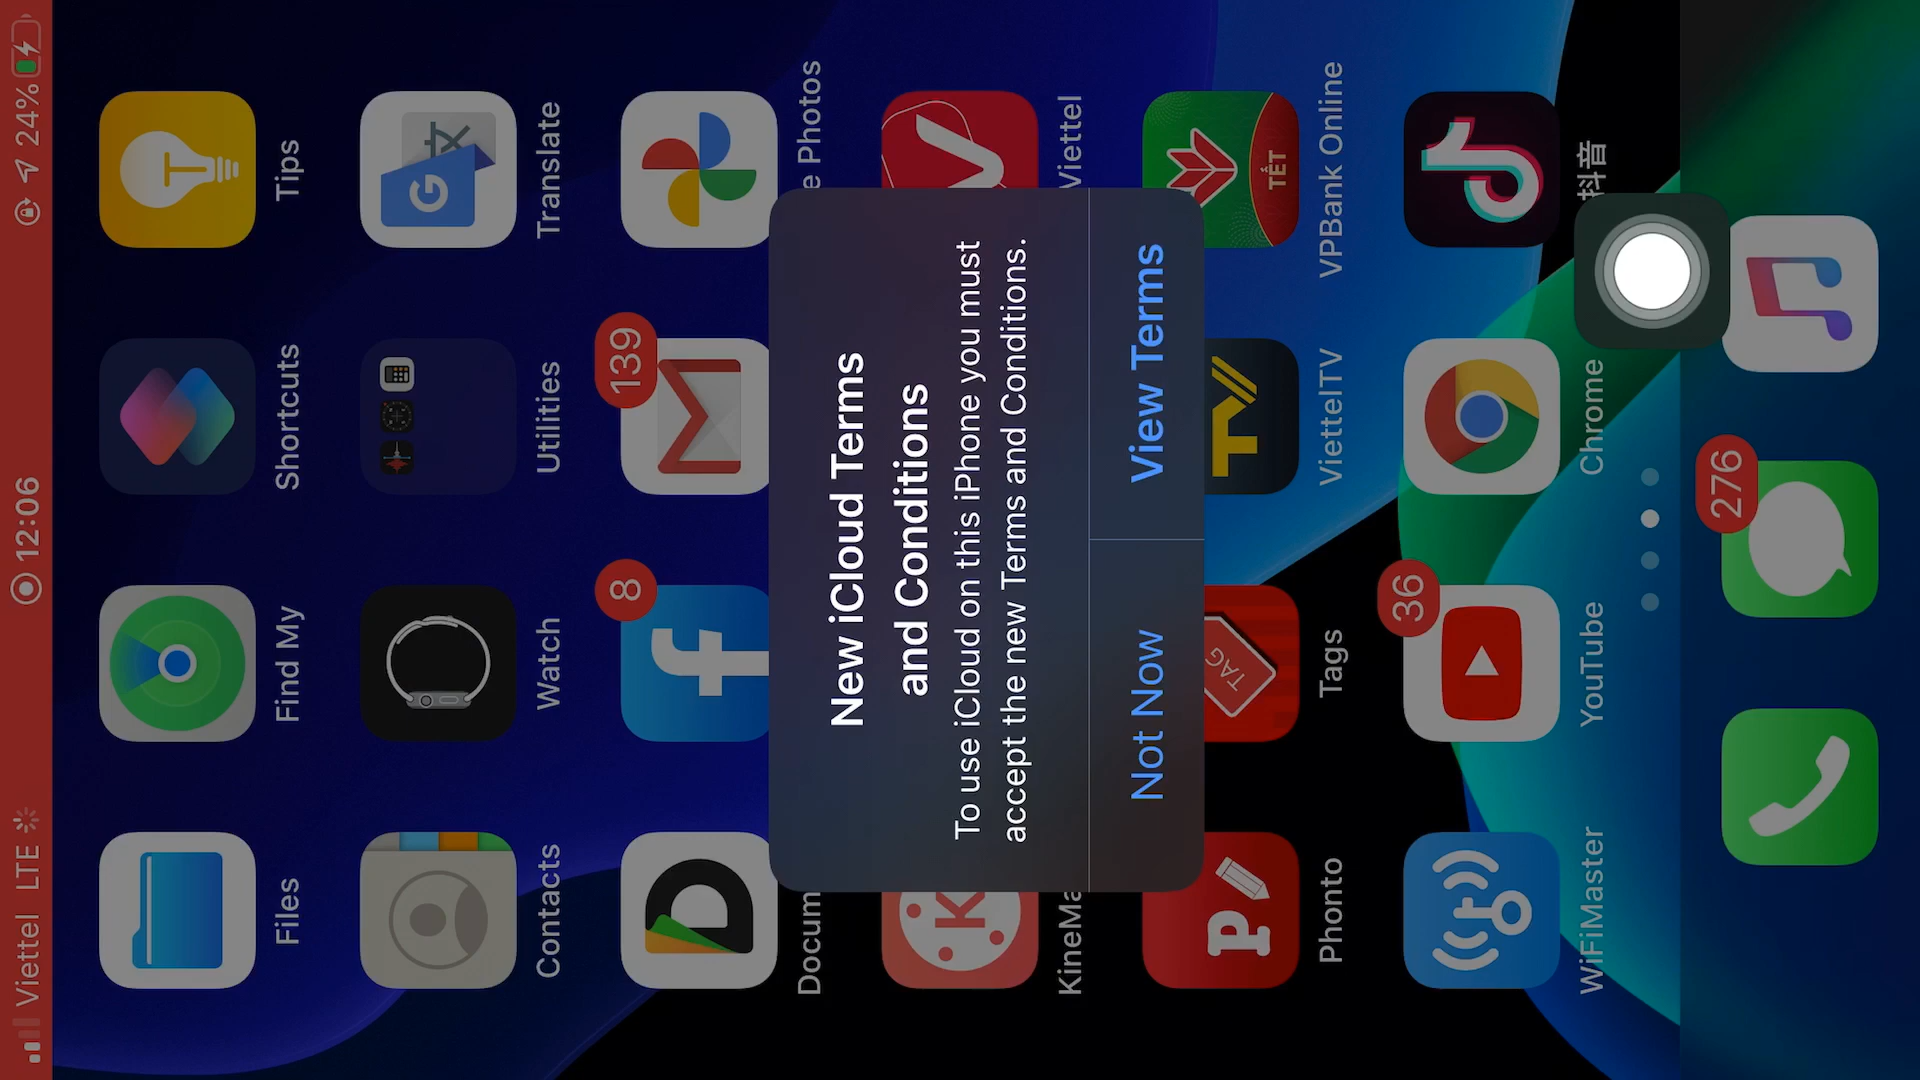 Viettel LTE 12:06 24%
Files Find My Shortcuts Tips
Contacts Watch Utilities Translate
8 139
Docum e Photos
New iCloud Terms
and Conditions
To use iCloud on this iPhone you must
accept the new Terms and Conditions.
Not Now View Terms
KineMa Viettel
TAG TV TẾT
Phonto Tags ViettelTV VPBank Online
36
WiFiMaster YouTube Chrome 抖音
276